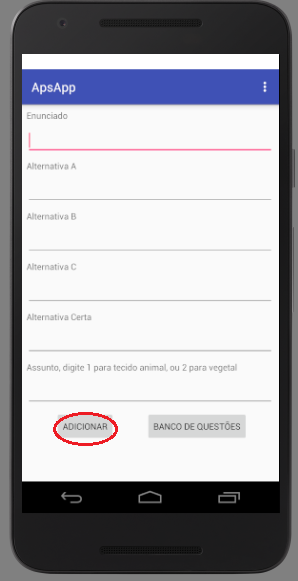 ApsApp
Enunciado
Alternativa A
Alternativa B
Alternativa C
Alternativa Certa
Assunto, digite 1 para tecido animal, ou 2 para vegetal
ADICIONAR
BANCO DE QUESTÕES